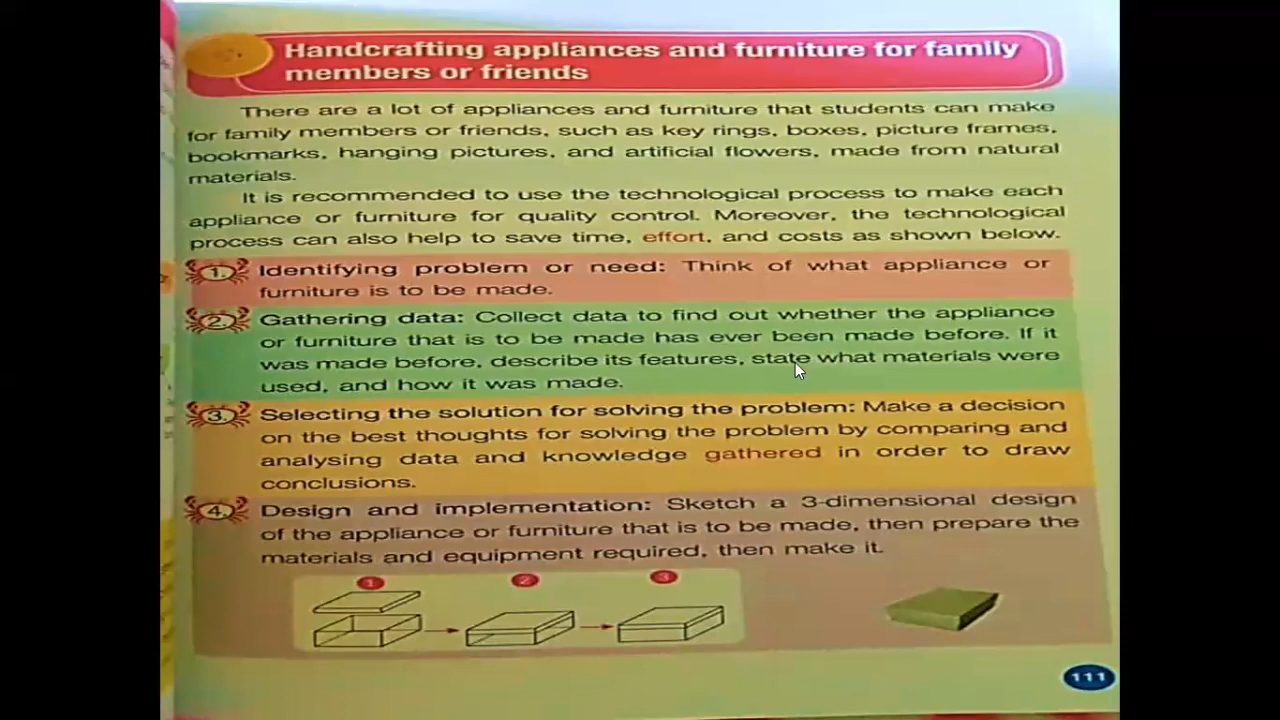 Handcrafting appliances and furniture for family
members or friends
There are a lot of appliances and furniture that students can make
for family members or friends, such as key rings, boxes, picture frames,
bookmarks, hanging pictures, and artificial flowers, made from natural
materials.
It is recommended to use the technological process to make each
appliance or furniture for quality control. Moreover, the technological
process can also help to save time, effort, and costs as shown below.
1. Identifying problem or need: Think of what appliance or
furniture is to be made.
2. Gathering data: Collect data to find out whether the appliance
or furniture that is to be made has ever been made before. If it
was made before, describe its features, state what materials were
used, and how it was made.
3. Selecting the solution for solving the problem: Make a decision
on the best thoughts for solving the problem by comparing and
analysing data and knowledge gathered in order to draw
conclusions.
4. Design and implementation: Sketch a 3-dimensional design
of the appliance or furniture that is to be made, then prepare the
materials and equipment required, then make it.
1 2 3
111